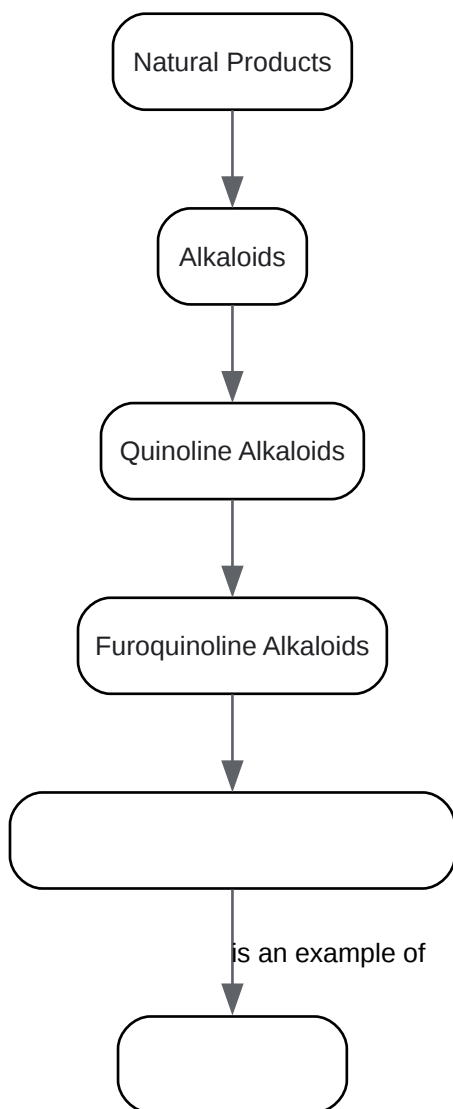 Natural Products
Alkaloids
Quinoline Alkaloids
Furoquinoline Alkaloids
is an example of